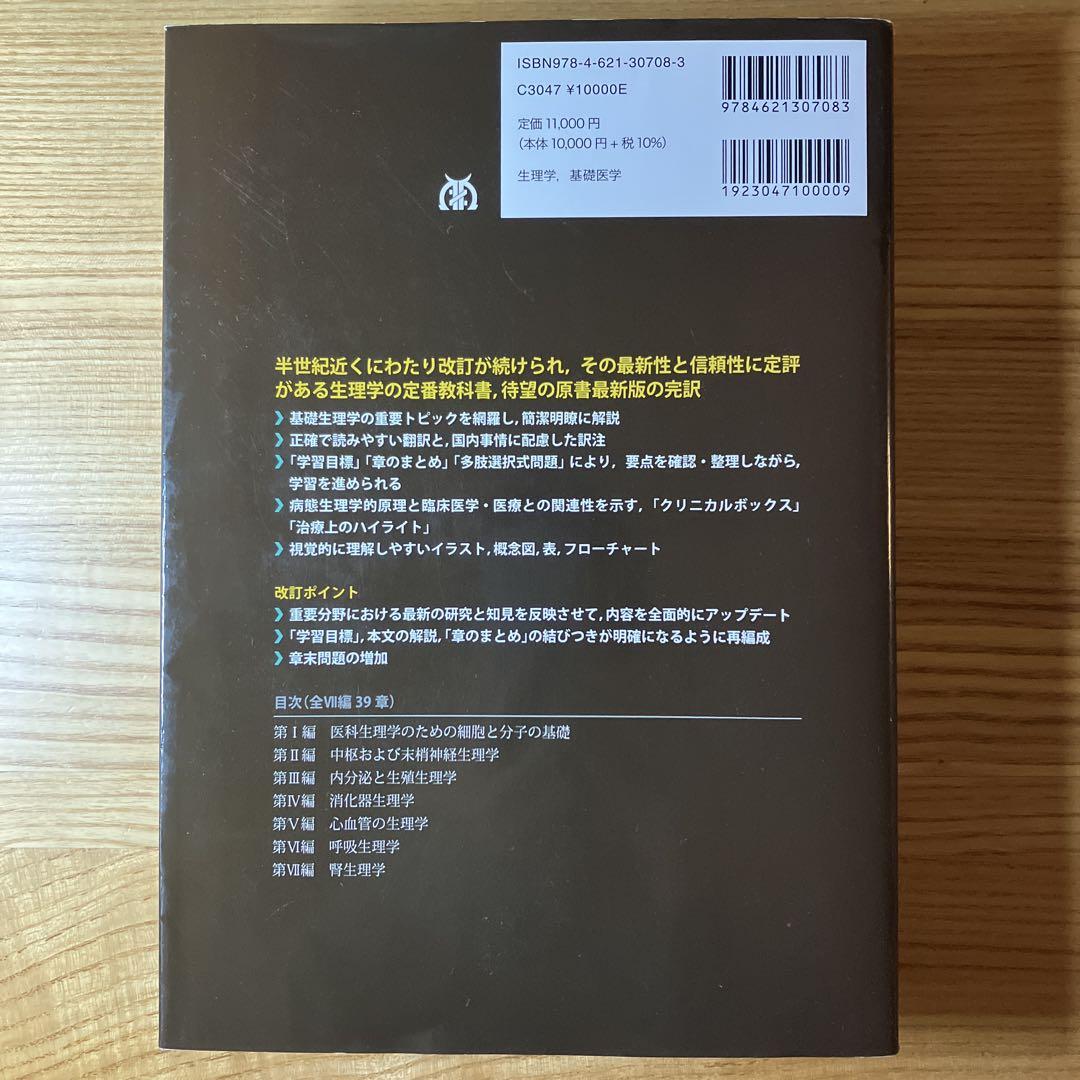 ISBN978-4-621-30708-3
C3047 ¥10000E
定価 11,000 円
(本体 10,000 円 + 税 10%)
生理学,基礎医学
9784621307083
1923047100009
半世紀近くにわたり改訂が続けられ,その最新性と信頼性に定評
がある生理学の定番教科書,待望の原書最新版の完訳
❯ 基礎生理学の重要トピックを網羅し,簡潔明瞭に解説
❯ 正確で読みやすい翻訳と,国内事情に配慮した訳注
❯ 「学習目標」「章のまとめ」「多肢選択式問題」により,要点を確認・整理しながら,
学習を進められる
❯ 病態生理学的原理と臨床医学・医療との関連性を示す,「クリニカルボックス」
「治療上のハイライト」
❯ 視覚的に理解しやすいイラスト,概念図,表,フローチャート
改訂ポイント
❯ 重要分野における最新の研究と知見を反映させて,内容を全面的にアップデート
❯ 「学習目標」,本文の解説,「章のまとめ」の結びつきが明確になるように再編成
❯ 章末問題の増加
目次(全Ⅶ編 39 章)
第Ⅰ編 医科生理学のための細胞と分子の基礎
第Ⅱ編 中枢および末梢神経生理学
第Ⅲ編 内分泌と生殖生理学
第Ⅳ編 消化器生理学
第Ⅴ編 心血管の生理学
第Ⅵ編 呼吸生理学
第Ⅶ編 腎生理学